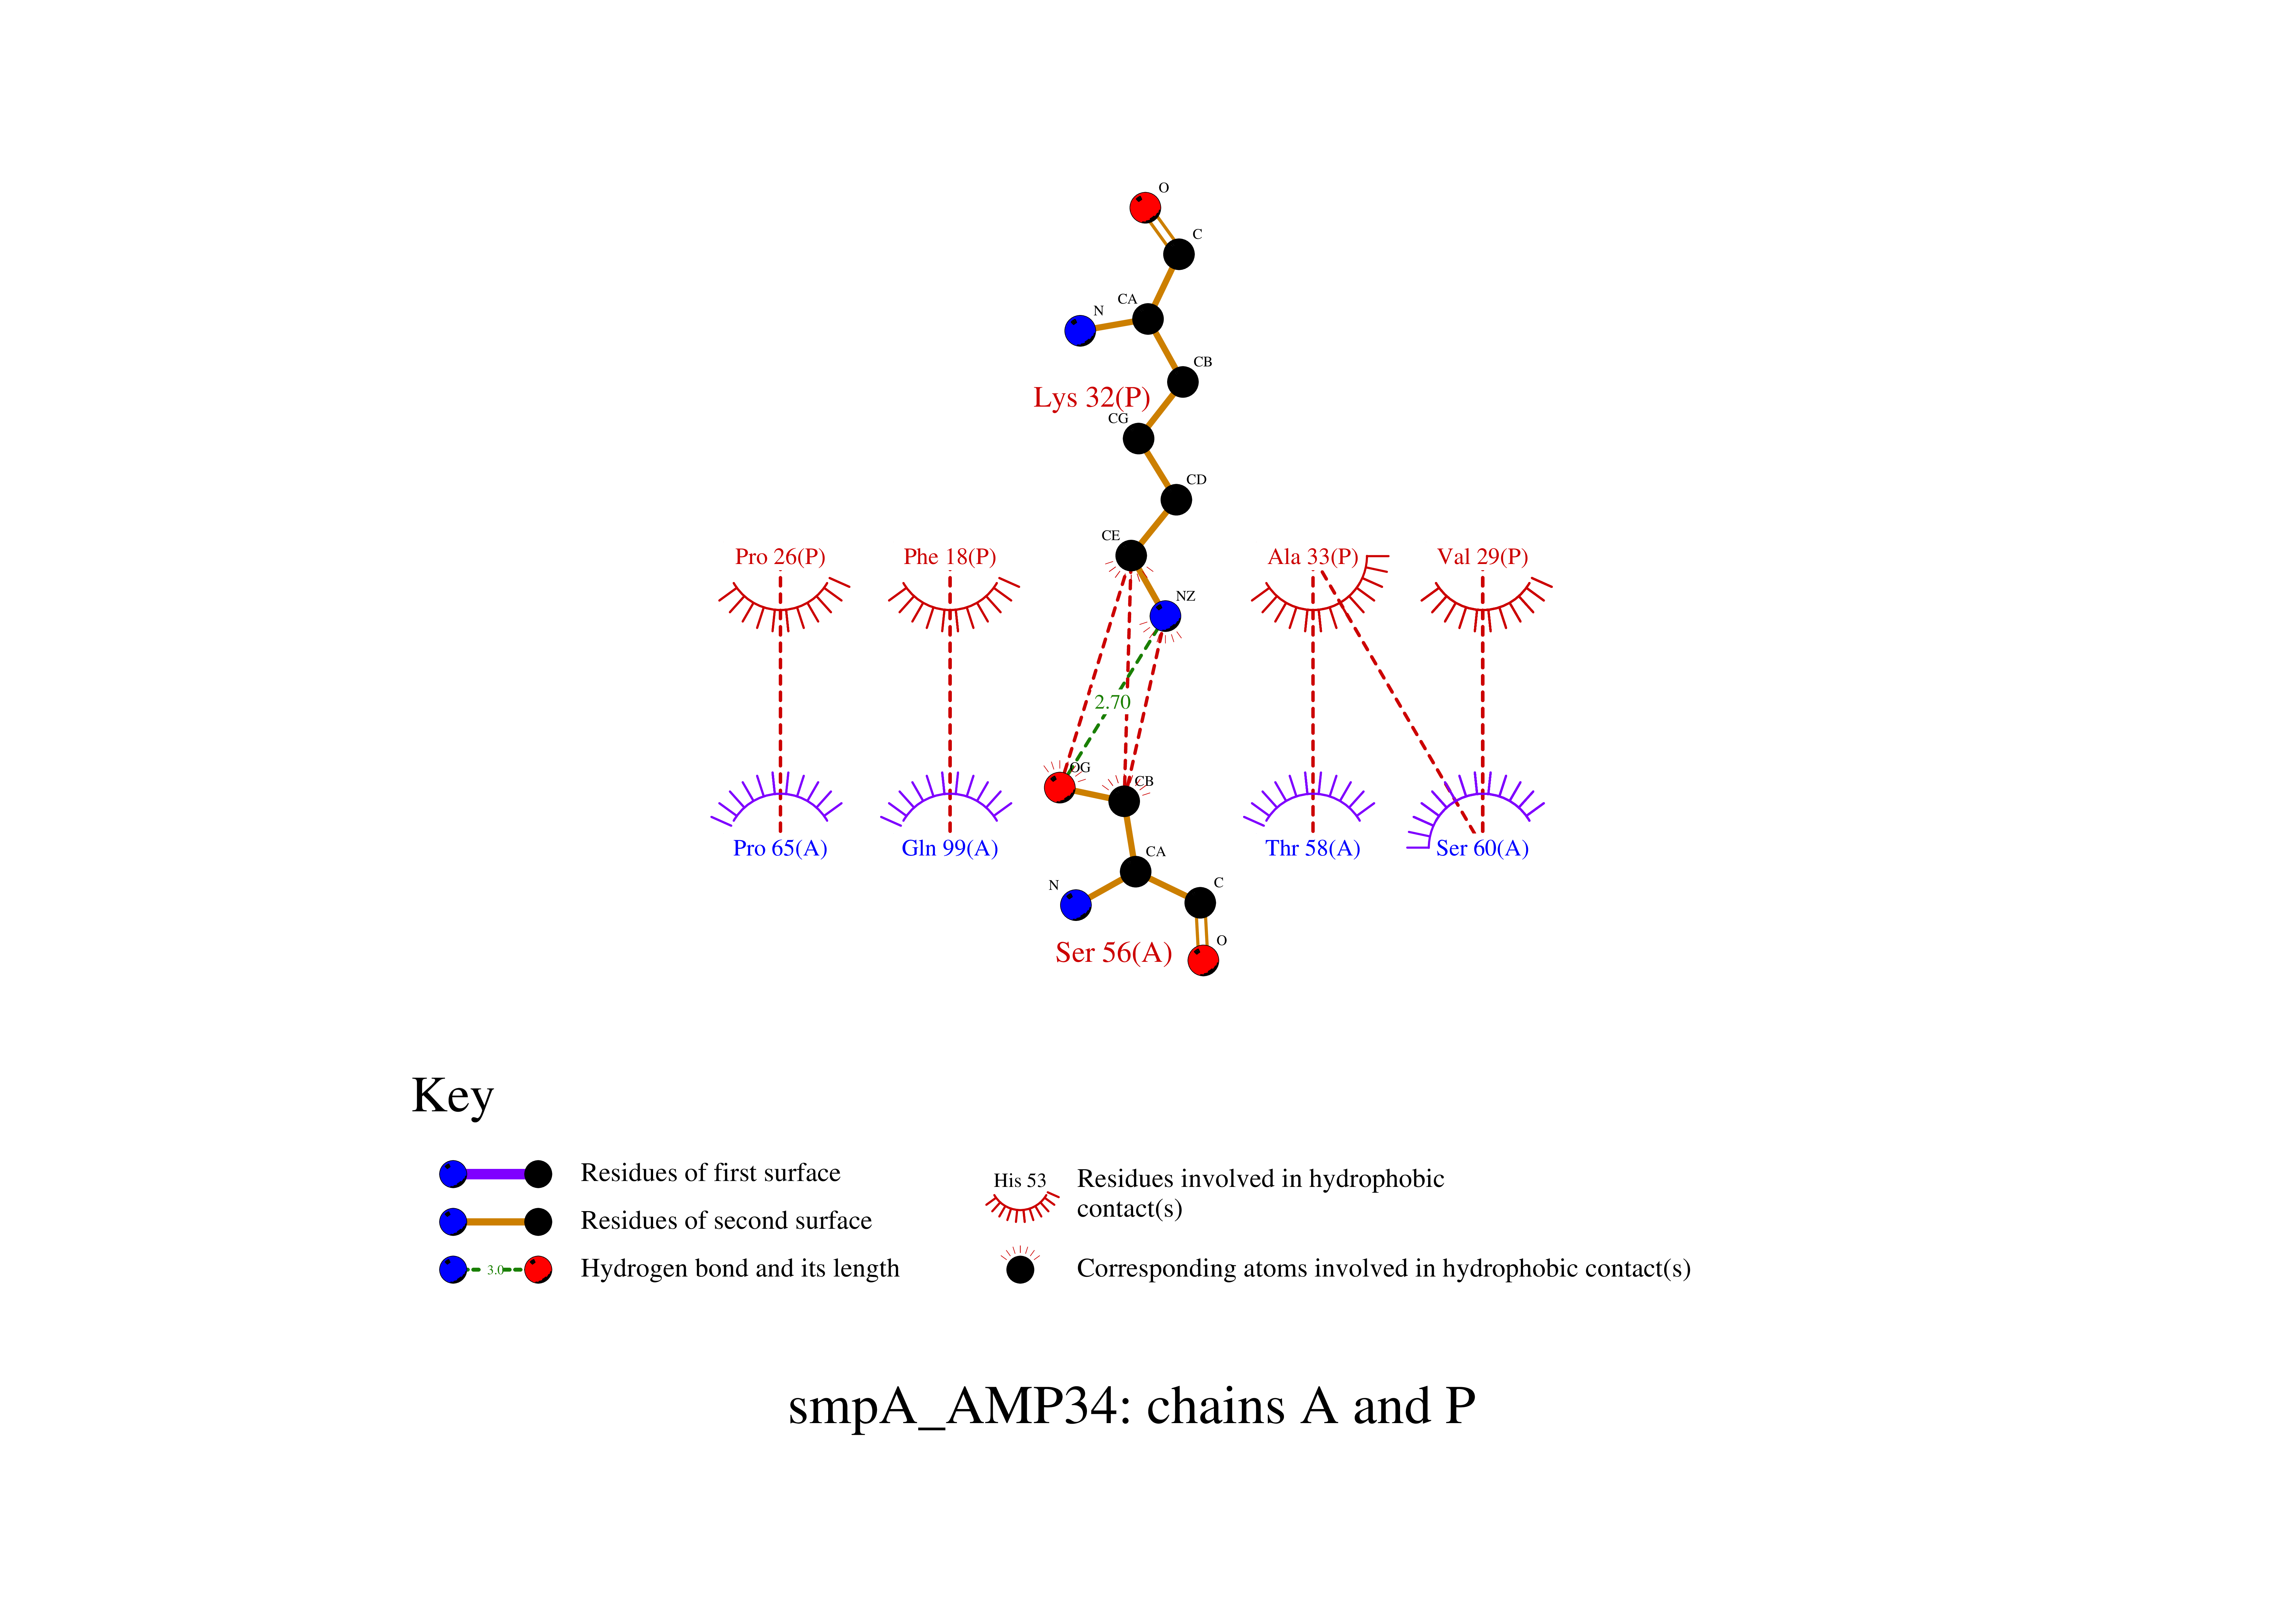 O
C
CA
N
CB
Lys 32(P)
CG
CD
CE
Pro 26(P)
Phe 18(P)
Ala 33(P)
Val 29(P)
NZ
2.70
OG
CB
Pro 65(A)
Gln 99(A)
Thr 58(A)
Ser 60(A)
CA
N
C
O
Ser 56(A)
Key
Residues of first surface
Residues of second surface
3.0
Hydrogen bond and its length
His 53
Residues involved in hydrophobic
contact(s)
Corresponding atoms involved in hydrophobic contact(s)
smpA_AMP34: chains A and P